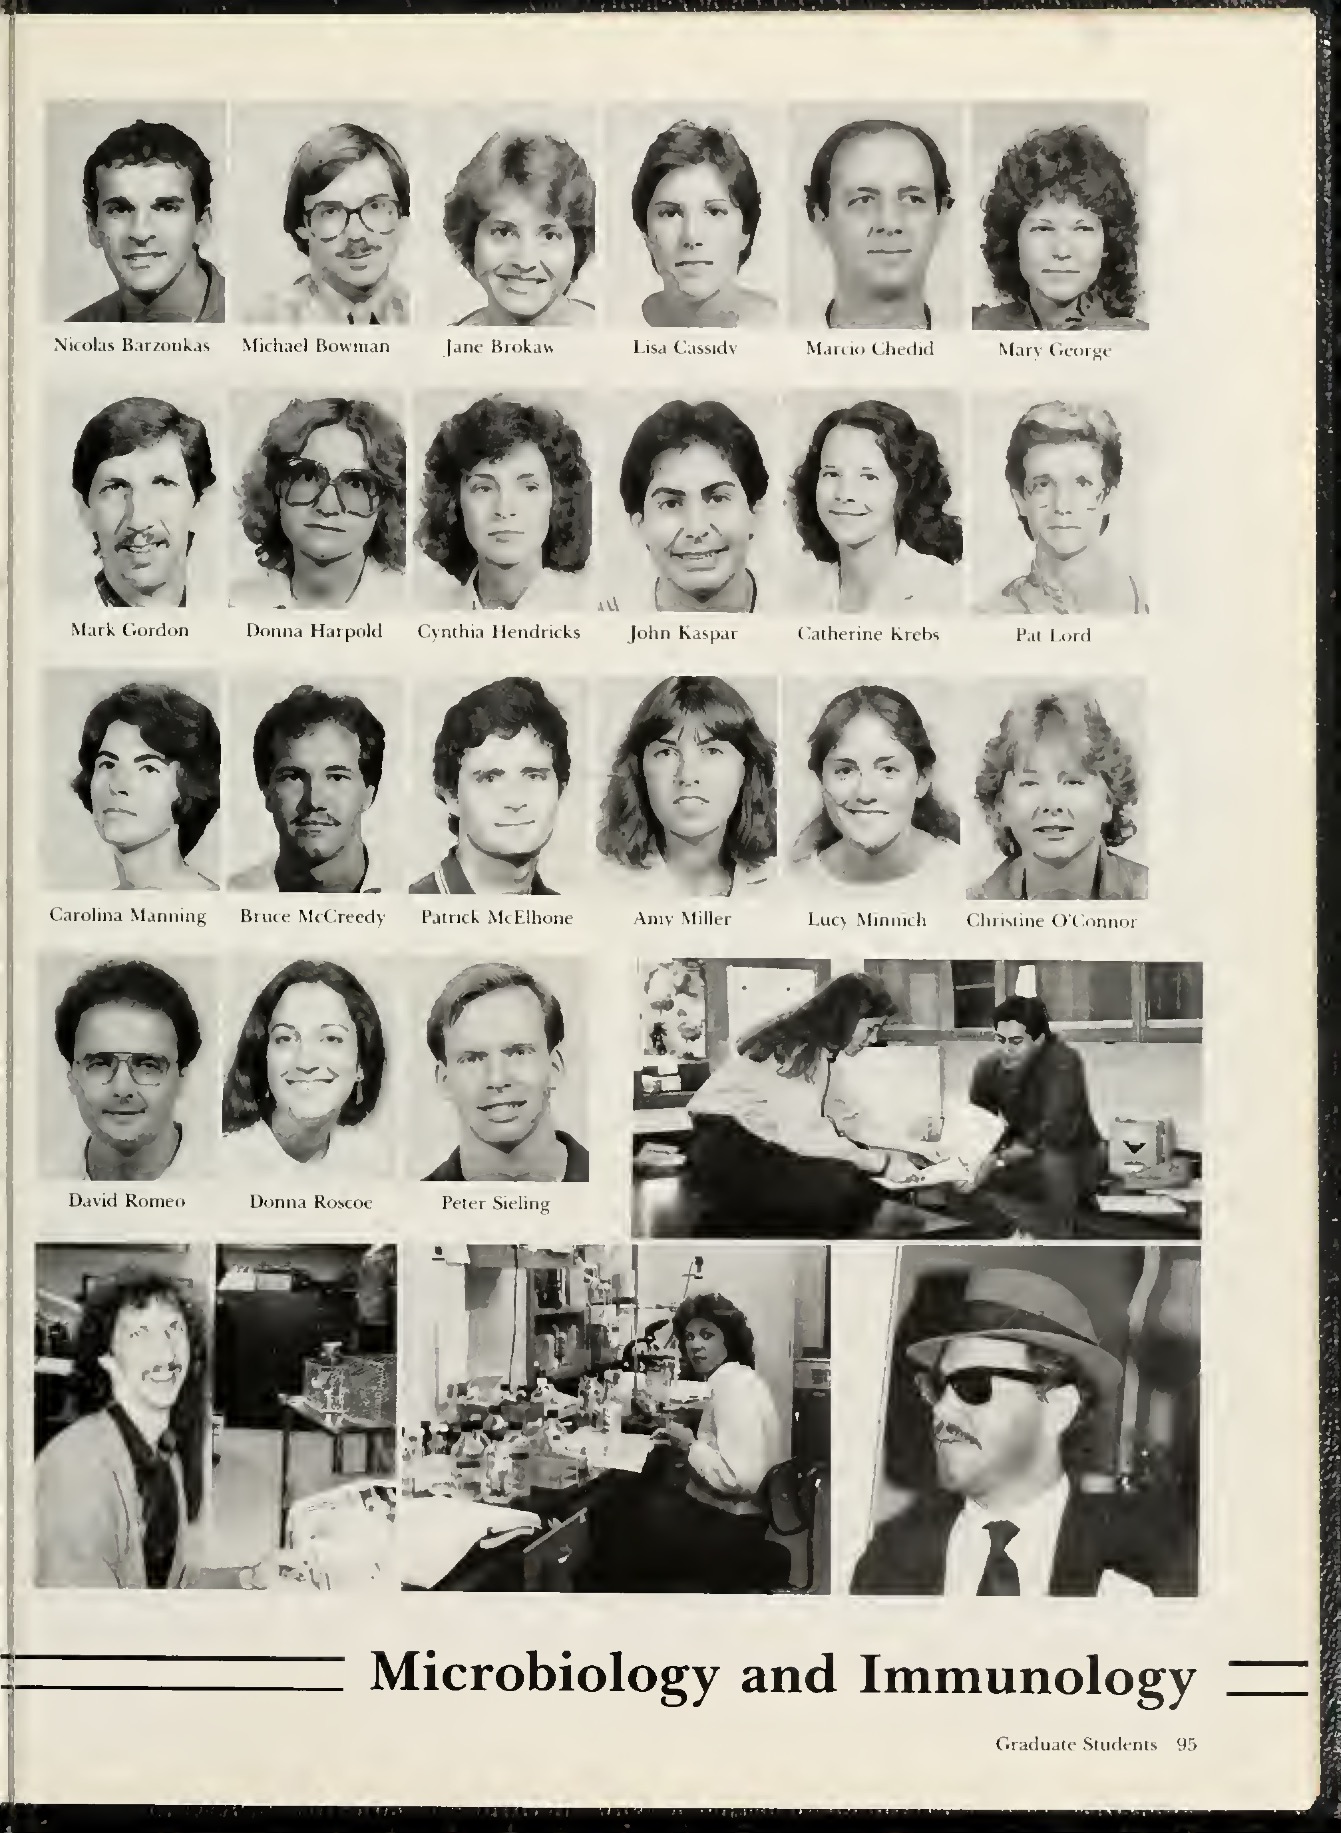 Nicolas Barzoukas Michael Bowman Jane Brokaw Lisa Cassidy Marcio Chedid Mary George
Mark Gordon Donna Harpold Cynthia Hendricks John Kaspar Catherine Krebs Pat Lord
Carolina Manning Bruce McCreedy Patrick McElhone Amy Miller Lucy Minnich Christine O'Connor
David Romeo Donna Roscoe Peter Sieling
Microbiology and Immunology
Graduate Students 95